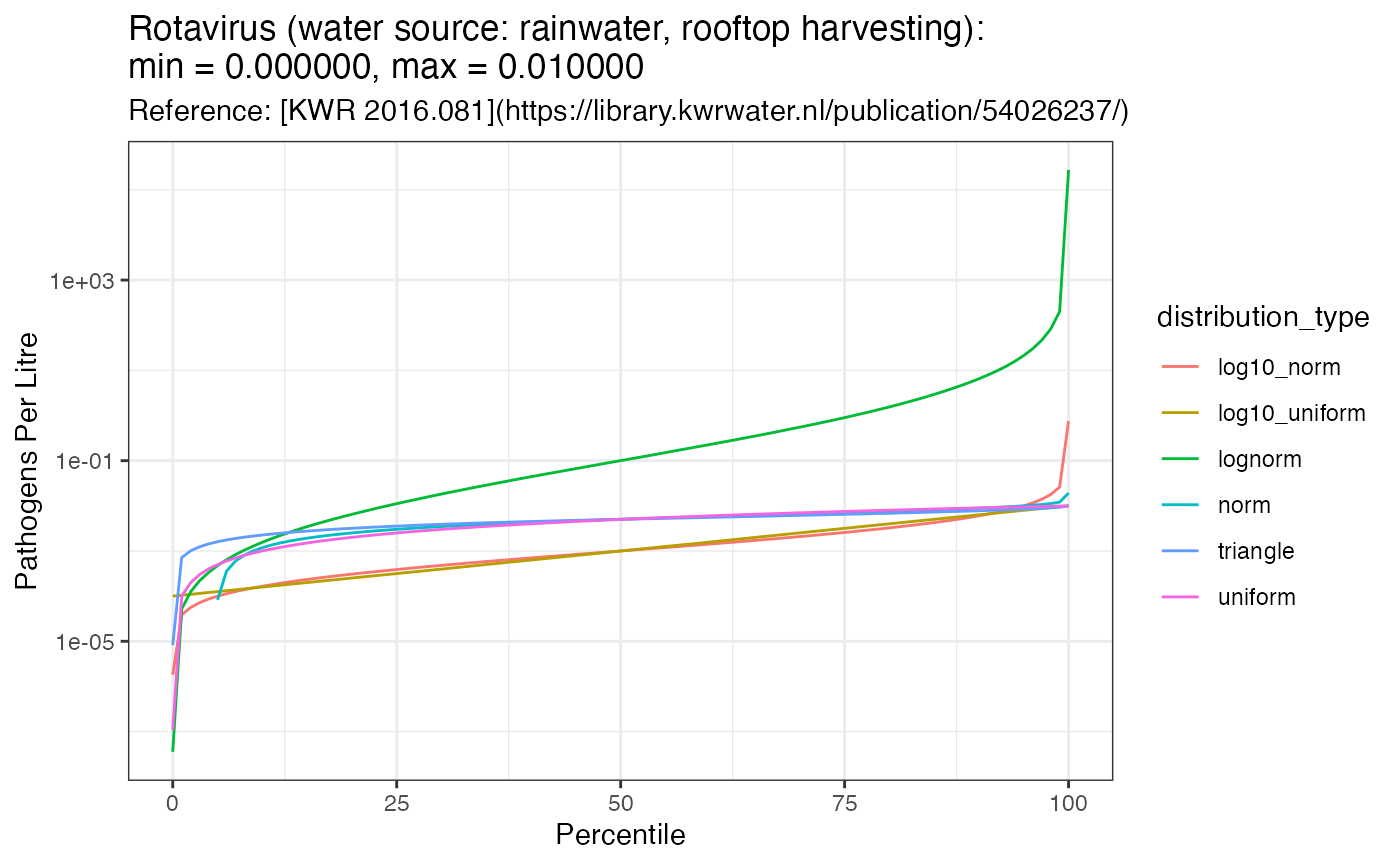 Rotavirus (water source: rainwater, rooftop harvesting):
min = 0.000000, max = 0.010000
Reference: [KWR 2016.081](https://library.kwrwater.nl/publication/54026237/)
Pathogens Per Litre
1e+03
1e-01
1e-05
0
25
50
75
100
Percentile
distribution_type
log10_norm
log10_uniform
lognorm
norm
triangle
uniform